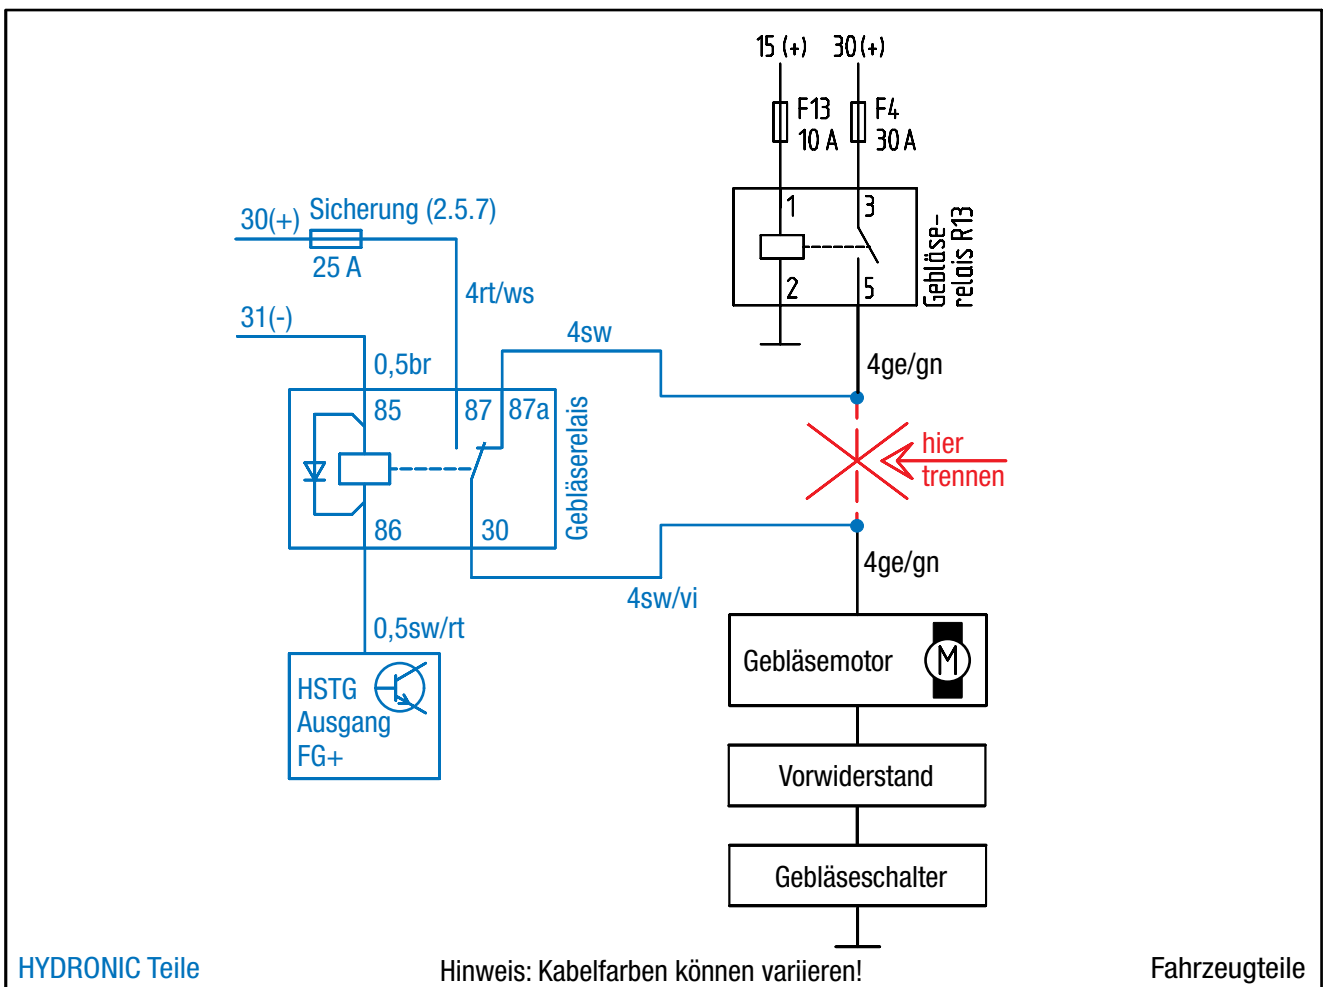 15 (+) 30 (+)
F13
10 A
F4
30 A
1 3
2 5
Gebläse-
relais R13
30(+) Sicherung (2.5.7)
25 A
4rt/ws
31(-)
0,5br
4sw
4ge/gn
85 87 87a
86 30
Gebläserelais
hier
trennen
4sw/vi
4ge/gn
0,5sw/rt
HSTG
Ausgang
FG+
Gebläsemotor M
Vorwiderstand
Gebläseschalter
HYDRONIC Teile
Hinweis: Kabelfarben können variieren!
Fahrzeugteile